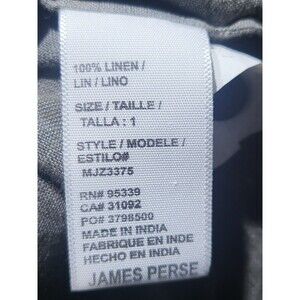 100% LINEN /
LIN / LINO
SIZE / TAILLE /
TALLA : 1
STYLE / MODELE /
ESTILO#
MJZ3375
RN# 95339
CA# 31092
PO# 3798500
MADE IN INDIA
FABRIQUE EN INDE
HECHO EN INDIA
JAMES PERSE